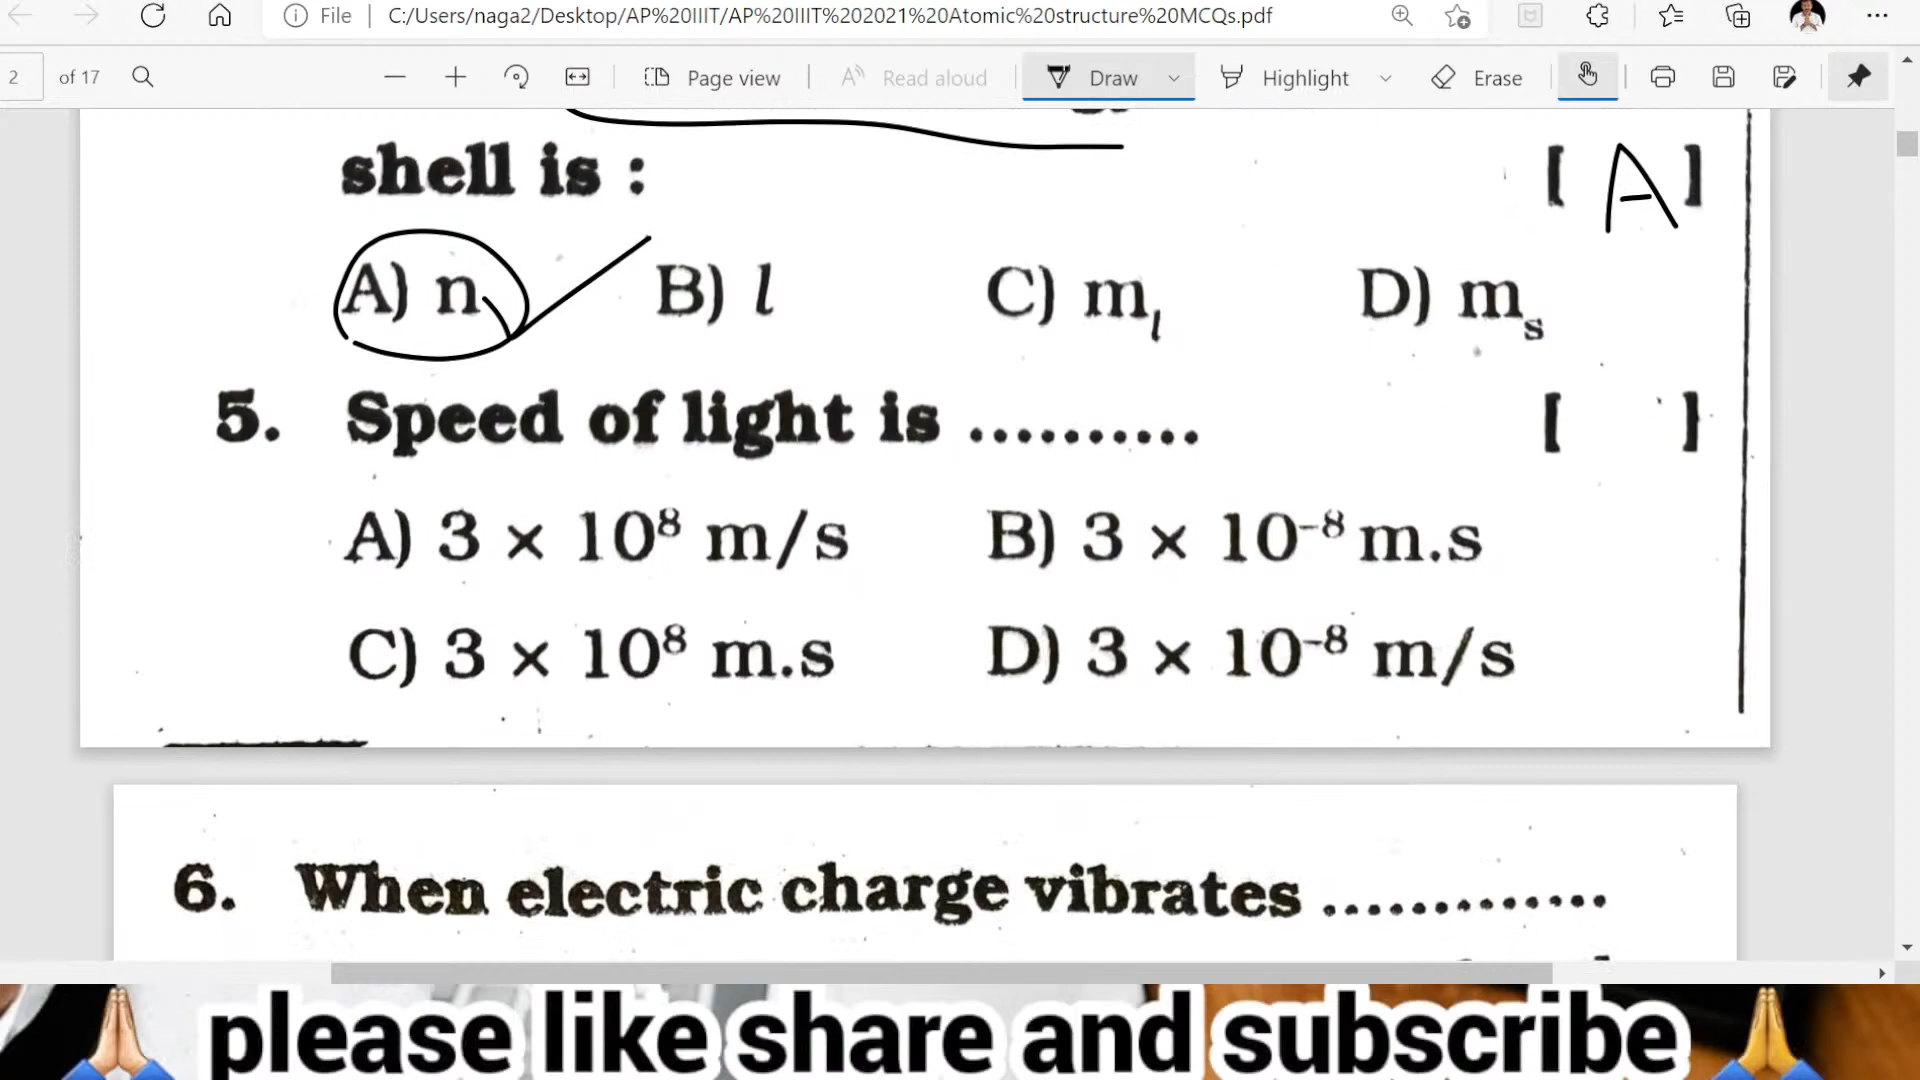 File C:/Users/naga2/Desktop/AP%20IIIT/AP%20IIIT%202021%20Atomic%20structure%20MCQs.pdf
2 of 17 Page view Read aloud Draw Highlight Erase
shell is : [ A ]
A) n B) l C) mₗ D) mₛ
5. Speed of light is .......... [ ]
A) 3 × 10⁸ m/s B) 3 × 10⁻⁸ m.s
C) 3 × 10⁸ m.s D) 3 × 10⁻⁸ m/s
6. When electric charge vibrates .............
please like share and subscribe